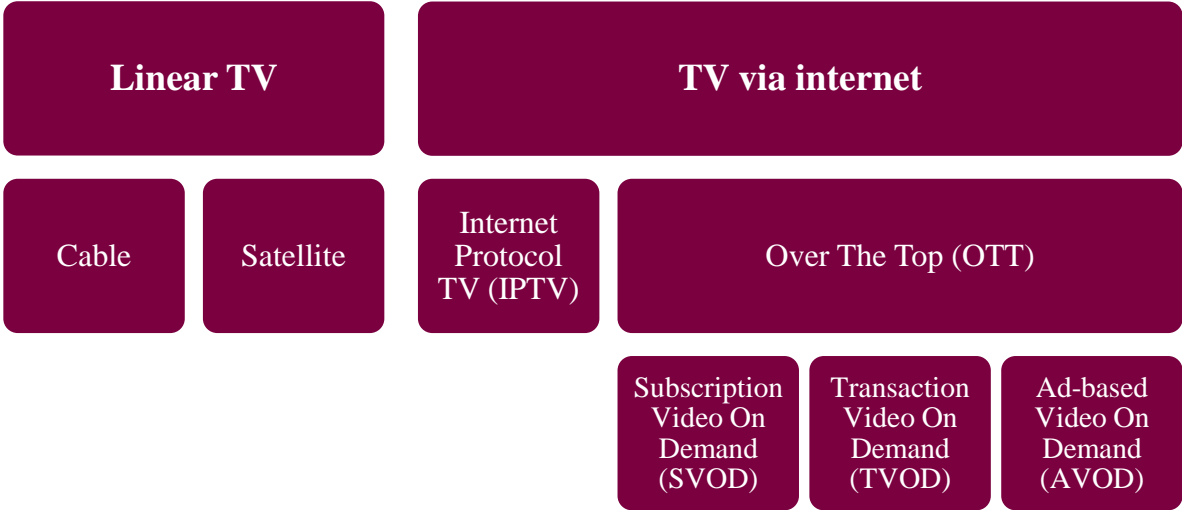 Linear TV
TV via internet
Cable
Satellite
Internet
Protocol
TV (IPTV)
Over The Top (OTT)
Subscription
Video On
Demand
(SVOD)
Transaction
Video On
Demand
(TVOD)
Ad-based
Video On
Demand
(AVOD)